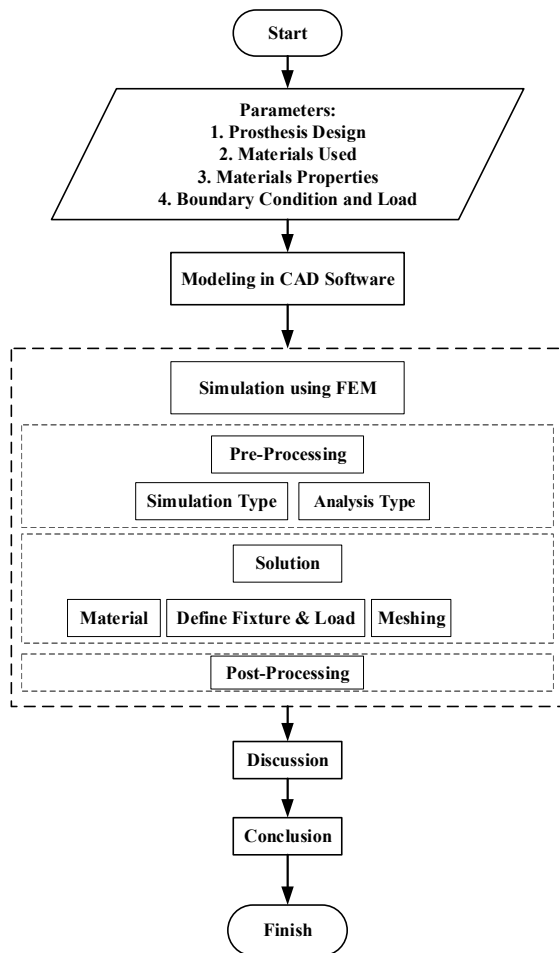 Start
Parameters:
1. Prosthesis Design
2. Materials Used
3. Materials Properties
4. Boundary Condition and Load
Modeling in CAD Software
Simulation using FEM
Pre-Processing
Simulation Type
Analysis Type
Solution
Material
Define Fixture & Load
Meshing
Post-Processing
Discussion
Conclusion
Finish